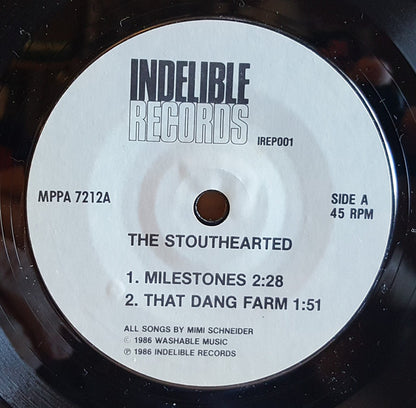 INDELIBLE
RECORDS
IREP001
MPPA 7212A
SIDE A
45 RPM
THE STOUTHEARTED
1. MILESTONES 2:28
2. THAT DANG FARM 1:51
ALL SONGS BY MIMI SCHNEIDER
© 1986 WASHABLE MUSIC
℗ 1986 INDELIBLE RECORDS